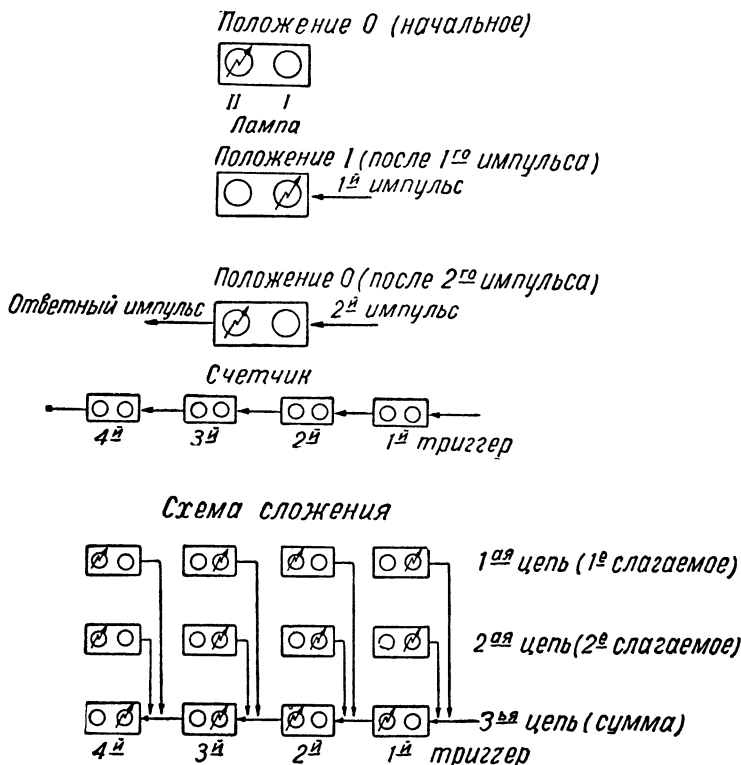 Положение 0 (начальное)
II I
Лампа
Положение 1 (после 1го импульса)
1й импульс
Положение 0 (после 2го импульса)
Ответный импульс
2й импульс
Счетчик
4й 3й 2й 1й триггер
Схема сложения
1ая цепь (1е слагаемое)
2ая цепь (2е слагаемое)
3ья цепь (сумма)
4й 3й 2й 1й триггер